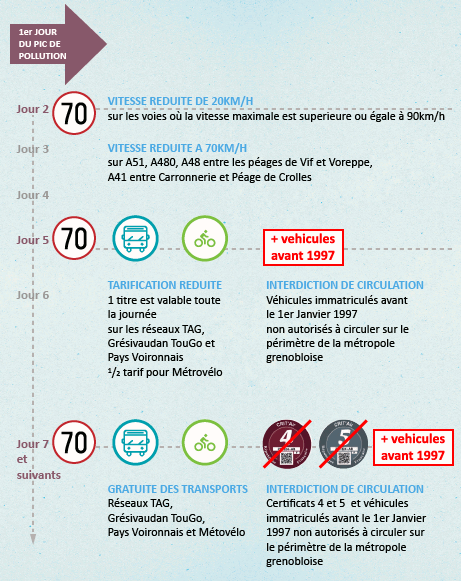 1er JOUR
DU PIC DE
POLLUTION
Jour 2
70
VITESSE REDUITE DE 20KM/H
sur les voies où la vitesse maximale est superieure ou égale à 90km/h
Jour 3
VITESSE REDUITE A 70KM/H
sur A51, A480, A48 entre les péages de Vif et Voreppe,
A41 entre Carronnerie et Péage de Crolles
Jour 4
Jour 5
70
+ vehicules
avant 1997
Jour 6
TARIFICATION REDUITE
1 titre est valable toute
la journée
sur les réseaux TAG,
Grésivaudan TouGo et
Pays Voironnais
1/2 tarif pour Métrovélo
INTERDICTION DE CIRCULATION
Véhicules immatriculés avant
le 1er Janvier 1997
non autorisés à circuler sur le
périmètre de la métropole
grenobloise
Jour 7
et
suivants
70
CRIT'AIR
4
CRIT'AIR
5
+ vehicules
avant 1997
GRATUITE DES TRANSPORTS
Réseaux TAG,
Grésivaudan TouGo,
Pays Voironnais et Métovélo
INTERDICTION DE CIRCULATION
Certificats 4 et 5 et véhicules
immatriculés avant le 1er Janvier
1997 non autorisés à circuler sur
le périmètre de la métropole
grenobloise